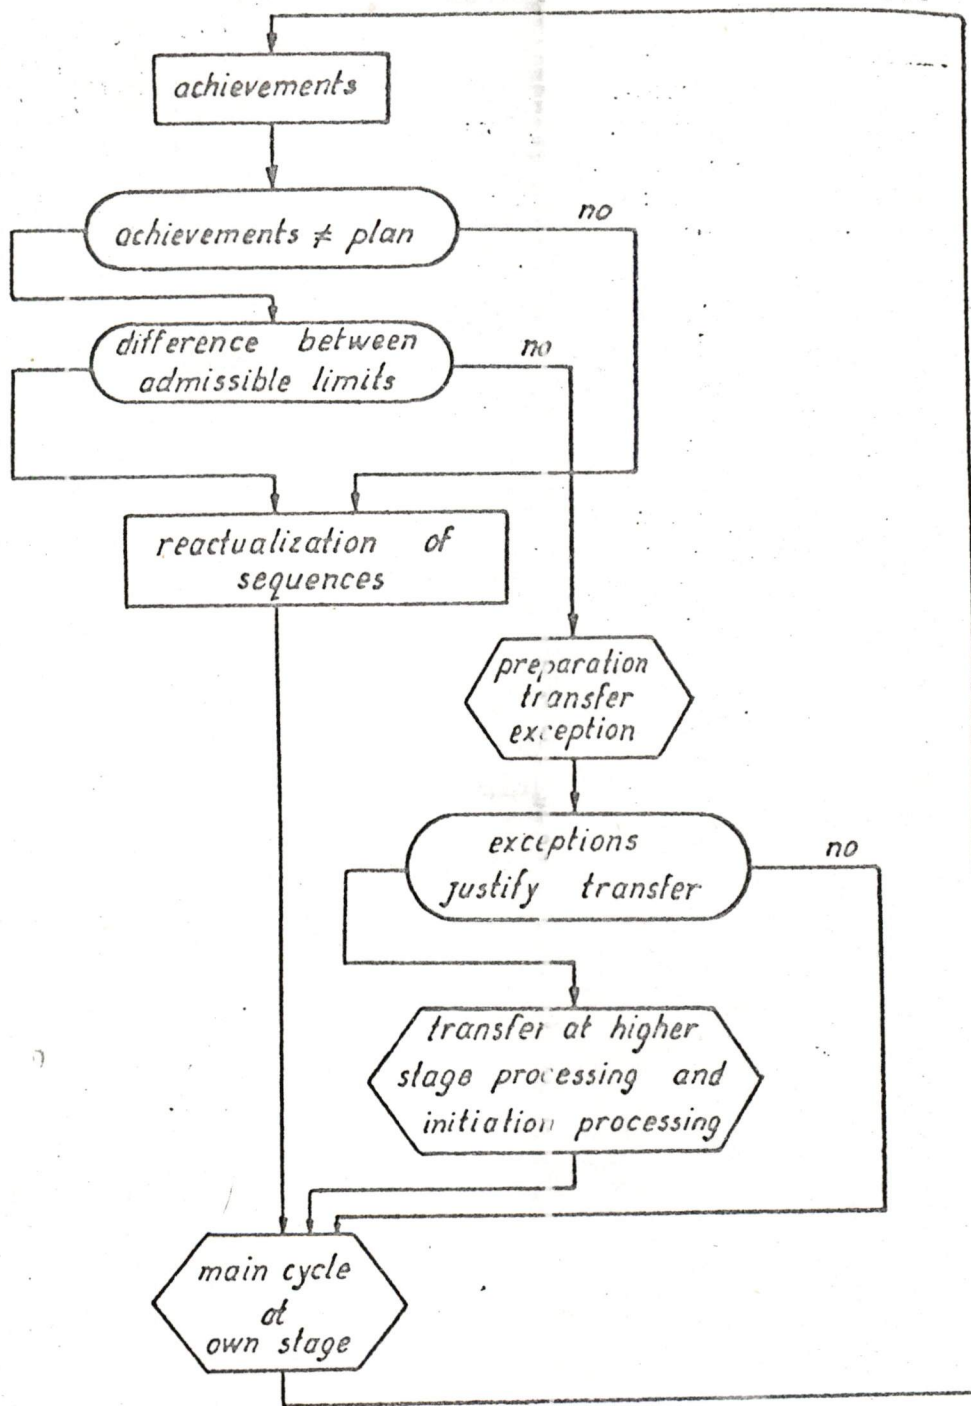 achievements
achievements ≠ plan
no
difference between
admissible limits
no
reactualization of
sequences
preparation
transfer
exception
exceptions
justify transfer
no
transfer at higher
stage processing and
initiation processing
main cycle
at
own stage